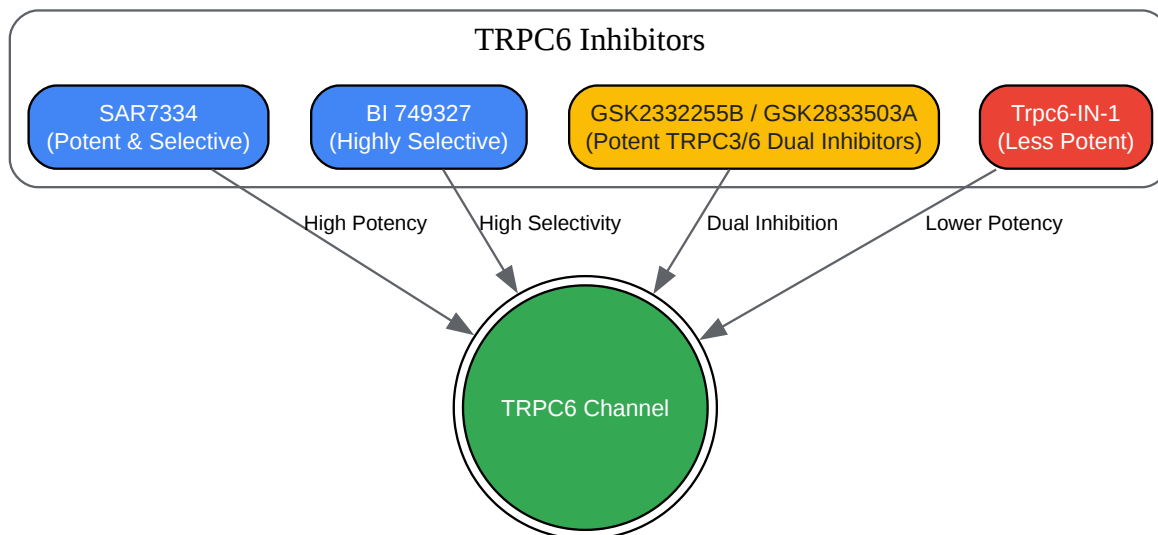 TRPC6 Inhibitors
SAR7334
(Potent & Selective)
BI 749327
(Highly Selective)
GSK2332255B / GSK2833503A
(Potent TRPC3/6 Dual Inhibitors)
Trpc6-IN-1
(Less Potent)
High Potency
High Selectivity
Dual Inhibition
Lower Potency
TRPC6 Channel